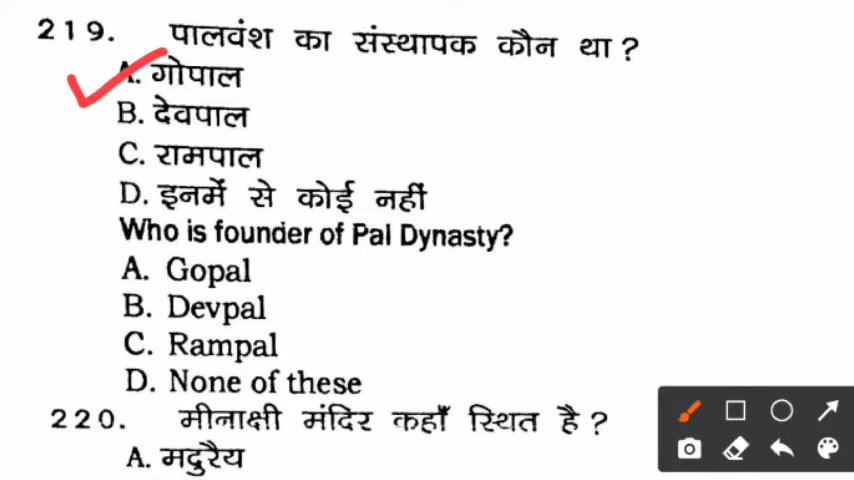 219. पालवंश का संस्थापक कौन था ?
A. गोपाल
B. देवपाल
C. रामपाल
D. इनमें से कोई नहीं
Who is founder of Pal Dynasty?
A. Gopal
B. Devpal
C. Rampal
D. None of these
220. मीनाक्षी मंदिर कहाँ स्थित है ?
A. मदुरैय